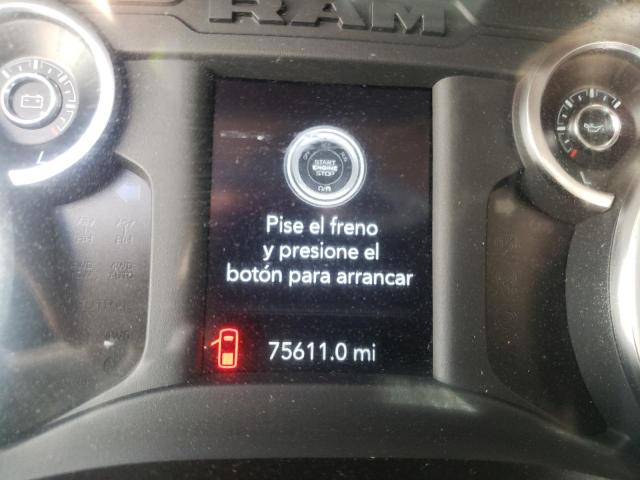 RAM
START
ENGINE
STOP
Pise el freno
y presione el
botón para arrancar
75611.0 mi